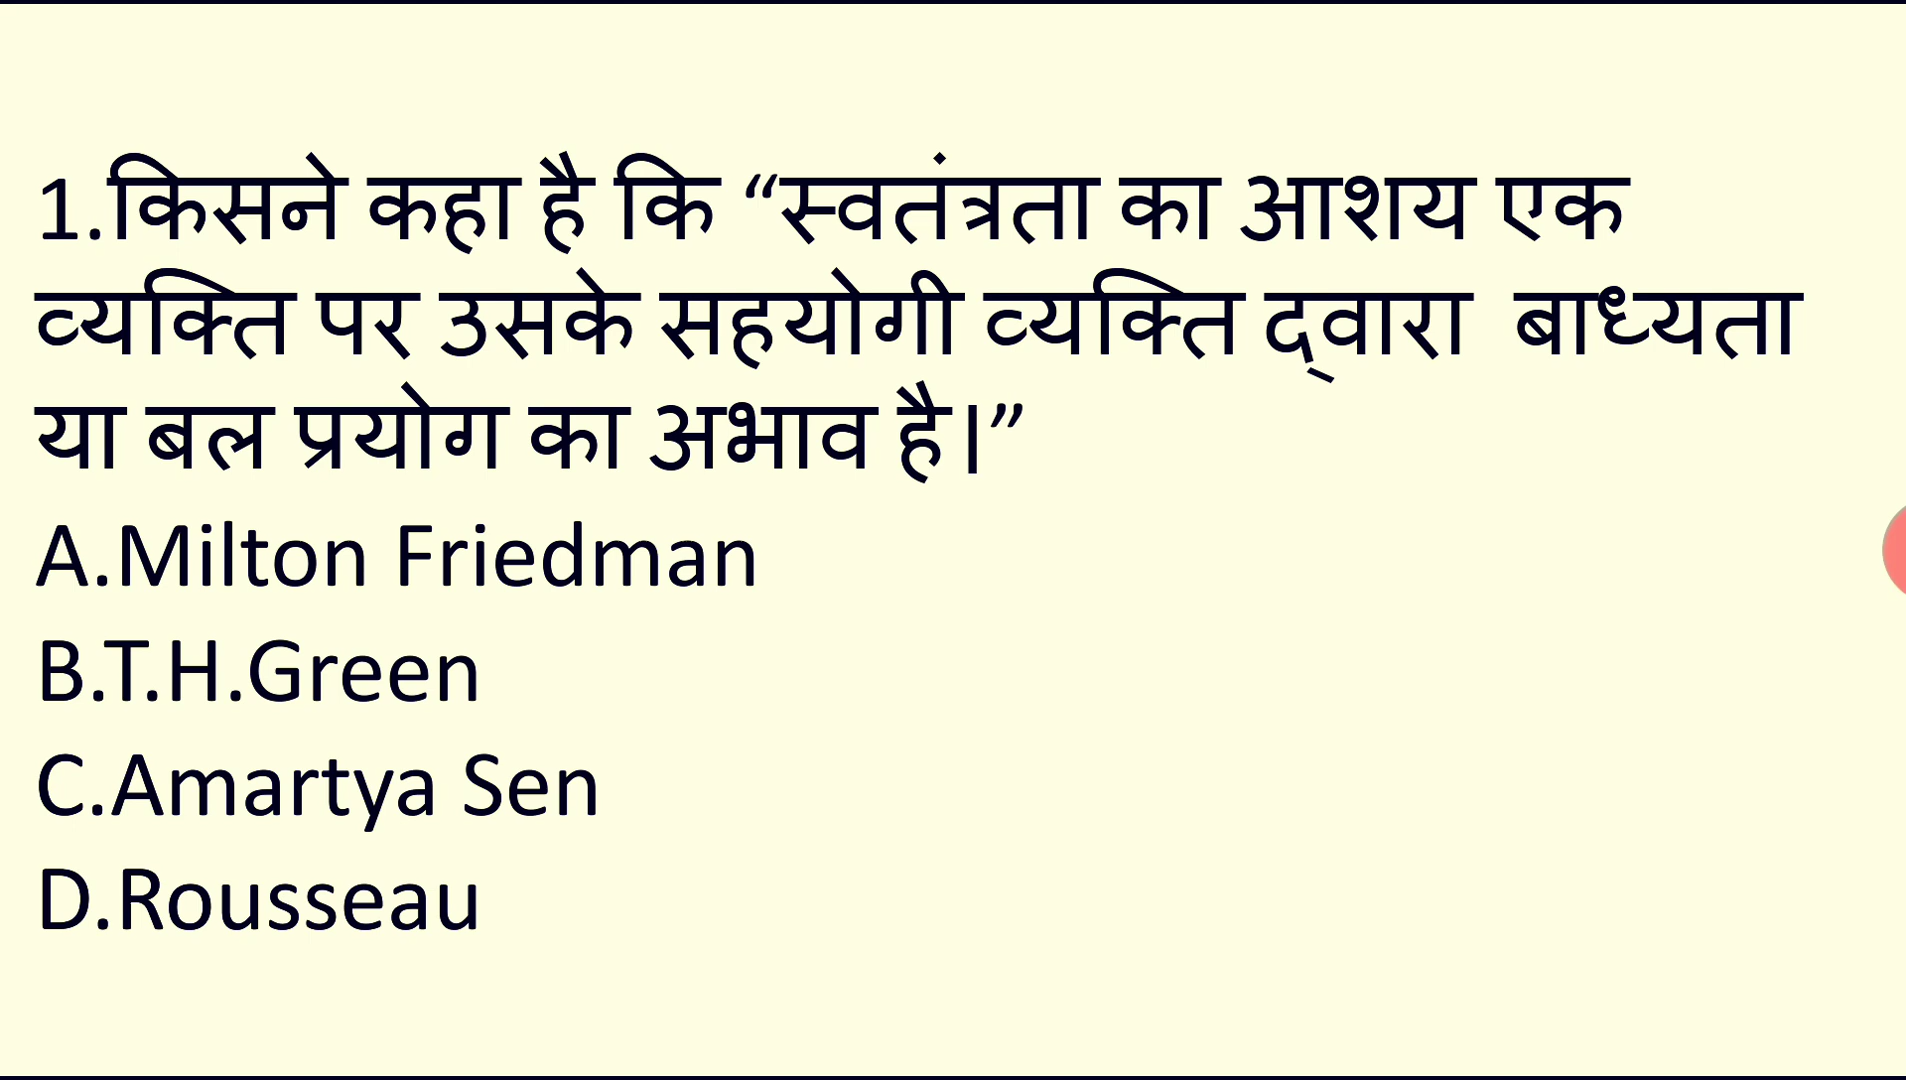 1.किसने कहा है कि “स्वतंत्रता का आशय एक
व्यक्ति पर उसके सहयोगी व्यक्ति द्‌वारा  बाध्यता
या बल प्रयोग का अभाव है।”
A.Milton Friedman
B.T.H.Green
C.Amartya Sen
D.Rousseau